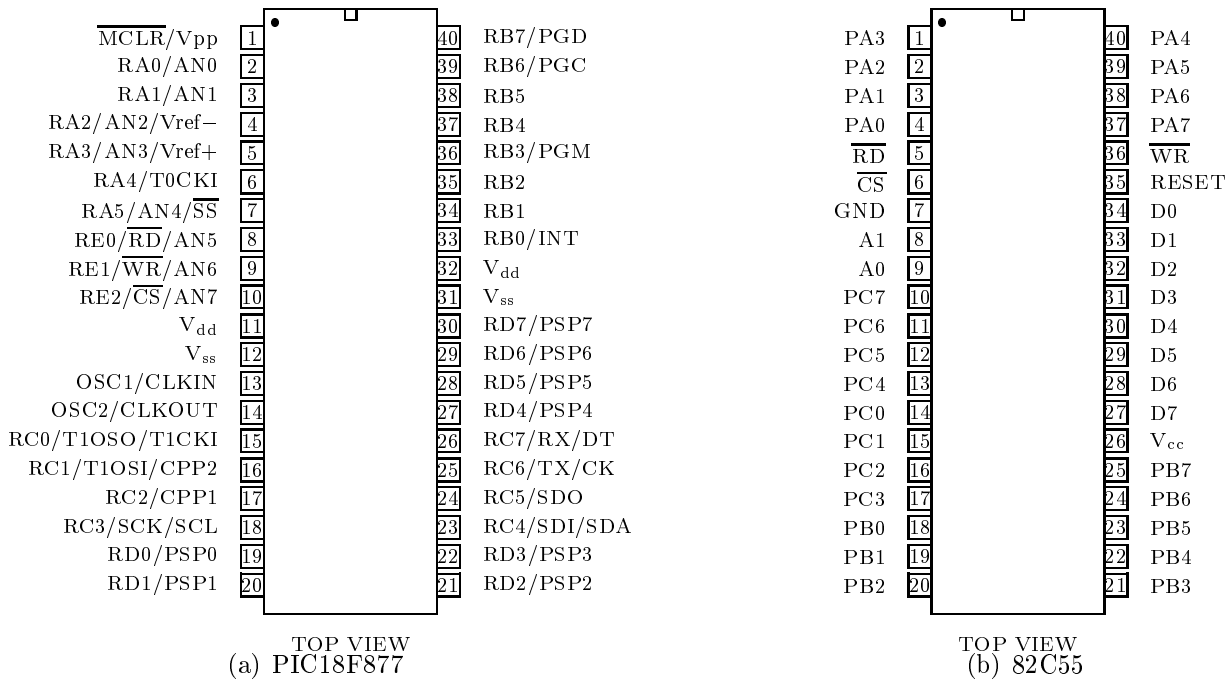 M̅C̅L̅R̅/Vpp 1 40 RB7/PGD
RA0/AN0 2 39 RB6/PGC
RA1/AN1 3 38 RB5
RA2/AN2/Vref− 4 37 RB4
RA3/AN3/Vref+ 5 36 RB3/PGM
RA4/T0CKI 6 35 RB2
RA5/AN4/S̅S̅ 7 34 RB1
RE0/R̅D̅/AN5 8 33 RB0/INT
RE1/W̅R̅/AN6 9 32 Vdd
RE2/C̅S̅/AN7 10 31 Vss
Vdd 11 30 RD7/PSP7
Vss 12 29 RD6/PSP6
OSC1/CLKIN 13 28 RD5/PSP5
OSC2/CLKOUT 14 27 RD4/PSP4
RC0/T1OSO/T1CKI 15 26 RC7/RX/DT
RC1/T1OSI/CPP2 16 25 RC6/TX/CK
RC2/CPP1 17 24 RC5/SDO
RC3/SCK/SCL 18 23 RC4/SDI/SDA
RD0/PSP0 19 22 RD3/PSP3
RD1/PSP1 20 21 RD2/PSP2
TOP VIEW
(a) PIC18F877
PA3 1 40 PA4
PA2 2 39 PA5
PA1 3 38 PA6
PA0 4 37 PA7
R̅D̅ 5 36 W̅R̅
C̅S̅ 6 35 RESET
GND 7 34 D0
A1 8 33 D1
A0 9 32 D2
PC7 10 31 D3
PC6 11 30 D4
PC5 12 29 D5
PC4 13 28 D6
PC0 14 27 D7
PC1 15 26 Vcc
PC2 16 25 PB7
PC3 17 24 PB6
PB0 18 23 PB5
PB1 19 22 PB4
PB2 20 21 PB3
TOP VIEW
(b) 82C55